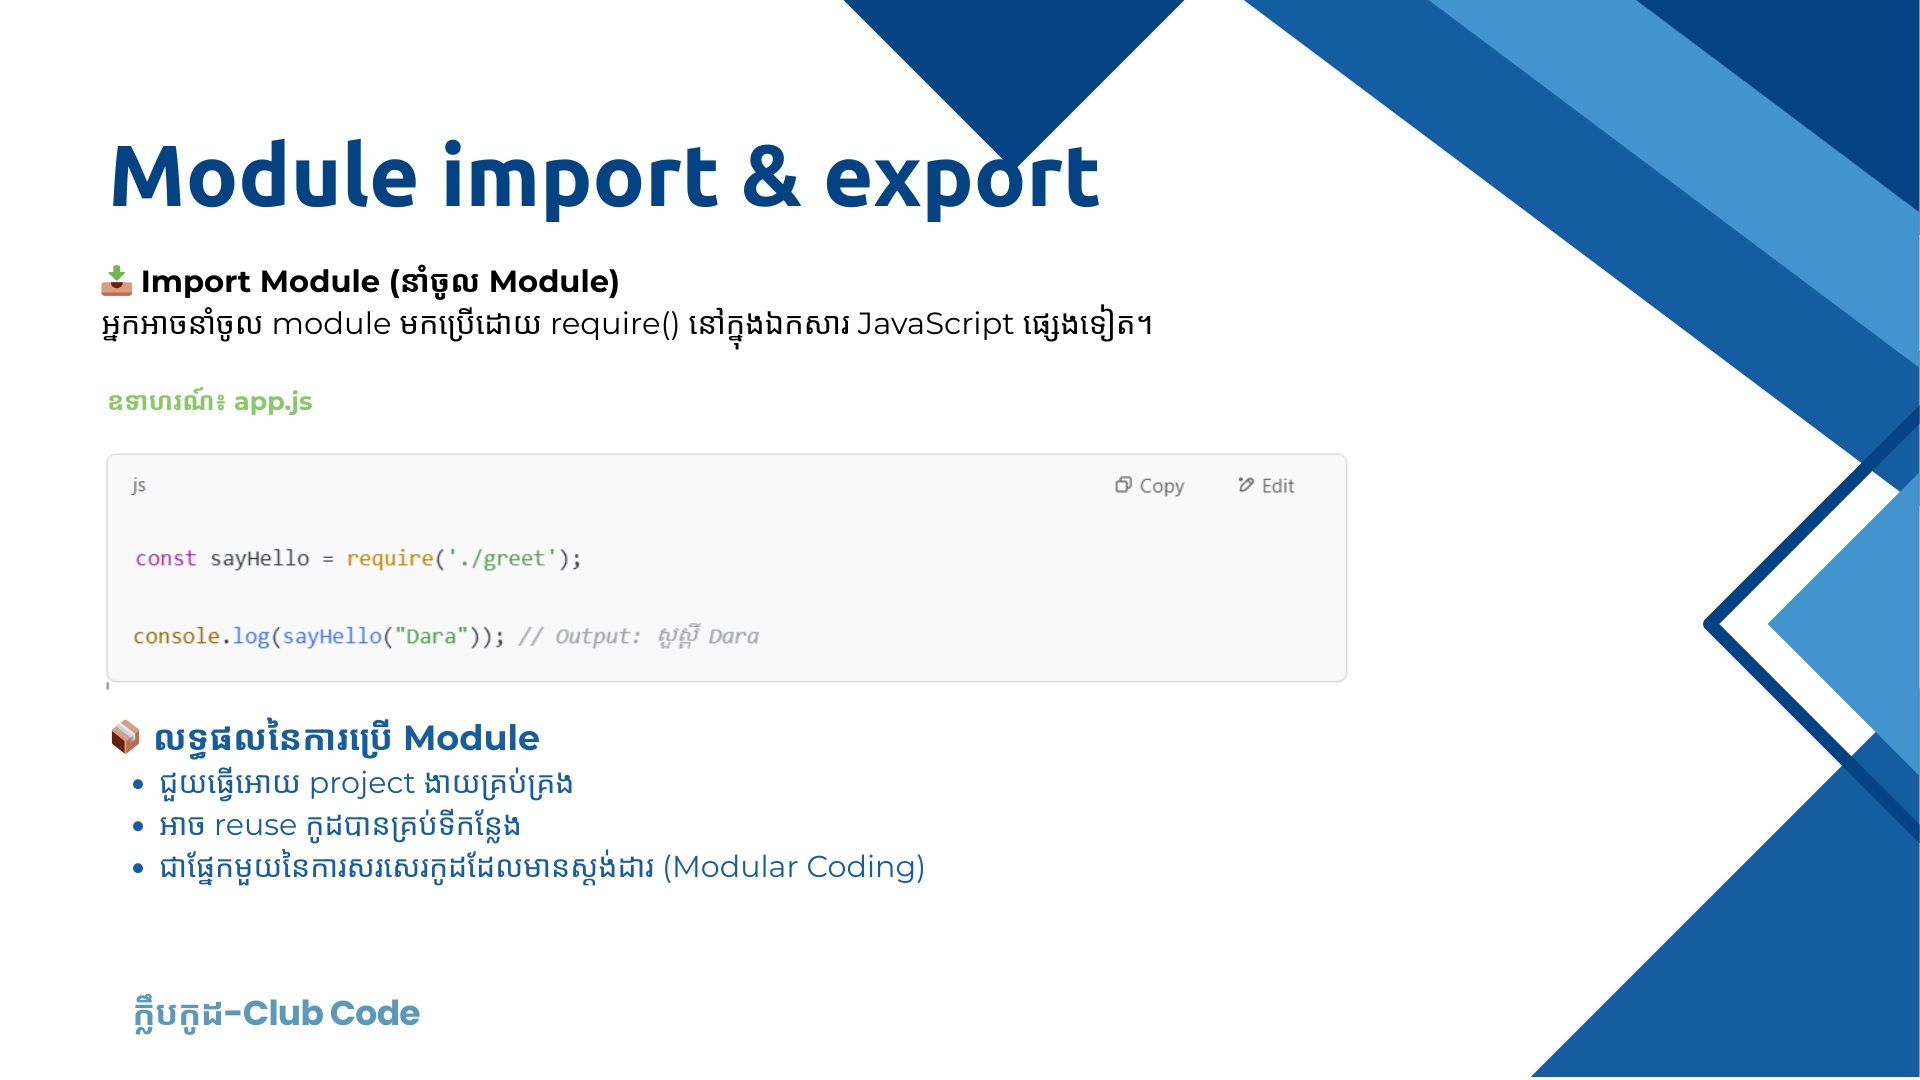 Module import & export
📥 Import Module (នាំចូល Module)
អ្នកអាចនាំចូល module មកប្រើដោយ require() នៅក្នុងឯកសារ JavaScript ផ្សេងទៀត។
ឧទាហរណ៍៖ app.js
js Copy Edit
const sayHello = require('./greet');
console.log(sayHello("Dara")); // Output: សួស្តី Dara
📦 លទ្ធផលនៃការប្រើ Module
• ជួយធ្វើអោយ project ងាយគ្រប់គ្រង
• អាច reuse កូដបានគ្រប់ទីកន្លែង
• ជាផ្នែកមួយនៃការសរសេរកូដដែលមានស្តង់ដារ (Modular Coding)
ក្លឹបកូដ-Club Code